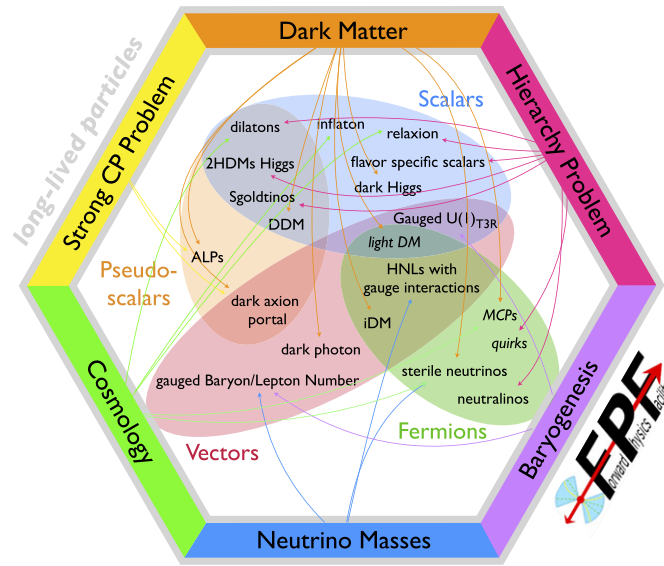 Dark Matter
long-lived particles
Strong CP Problem
Hierarchy Problem
Scalars
dilatons
inflaton
relaxion
2HDMs Higgs
flavor specific scalars
dark Higgs
Sgoldtinos
DDM
Gauged U(1)T3R
light DM
ALPs
HNLs with
gauge interactions
Pseudo-
scalars
dark axion
portal
iDM
MCPs
quirks
dark photon
gauged Baryon/Lepton Number
sterile neutrinos
neutralinos
Vectors
Fermions
Cosmology
Baryogenesis
Neutrino Masses
FPF
Forward Physics Facility